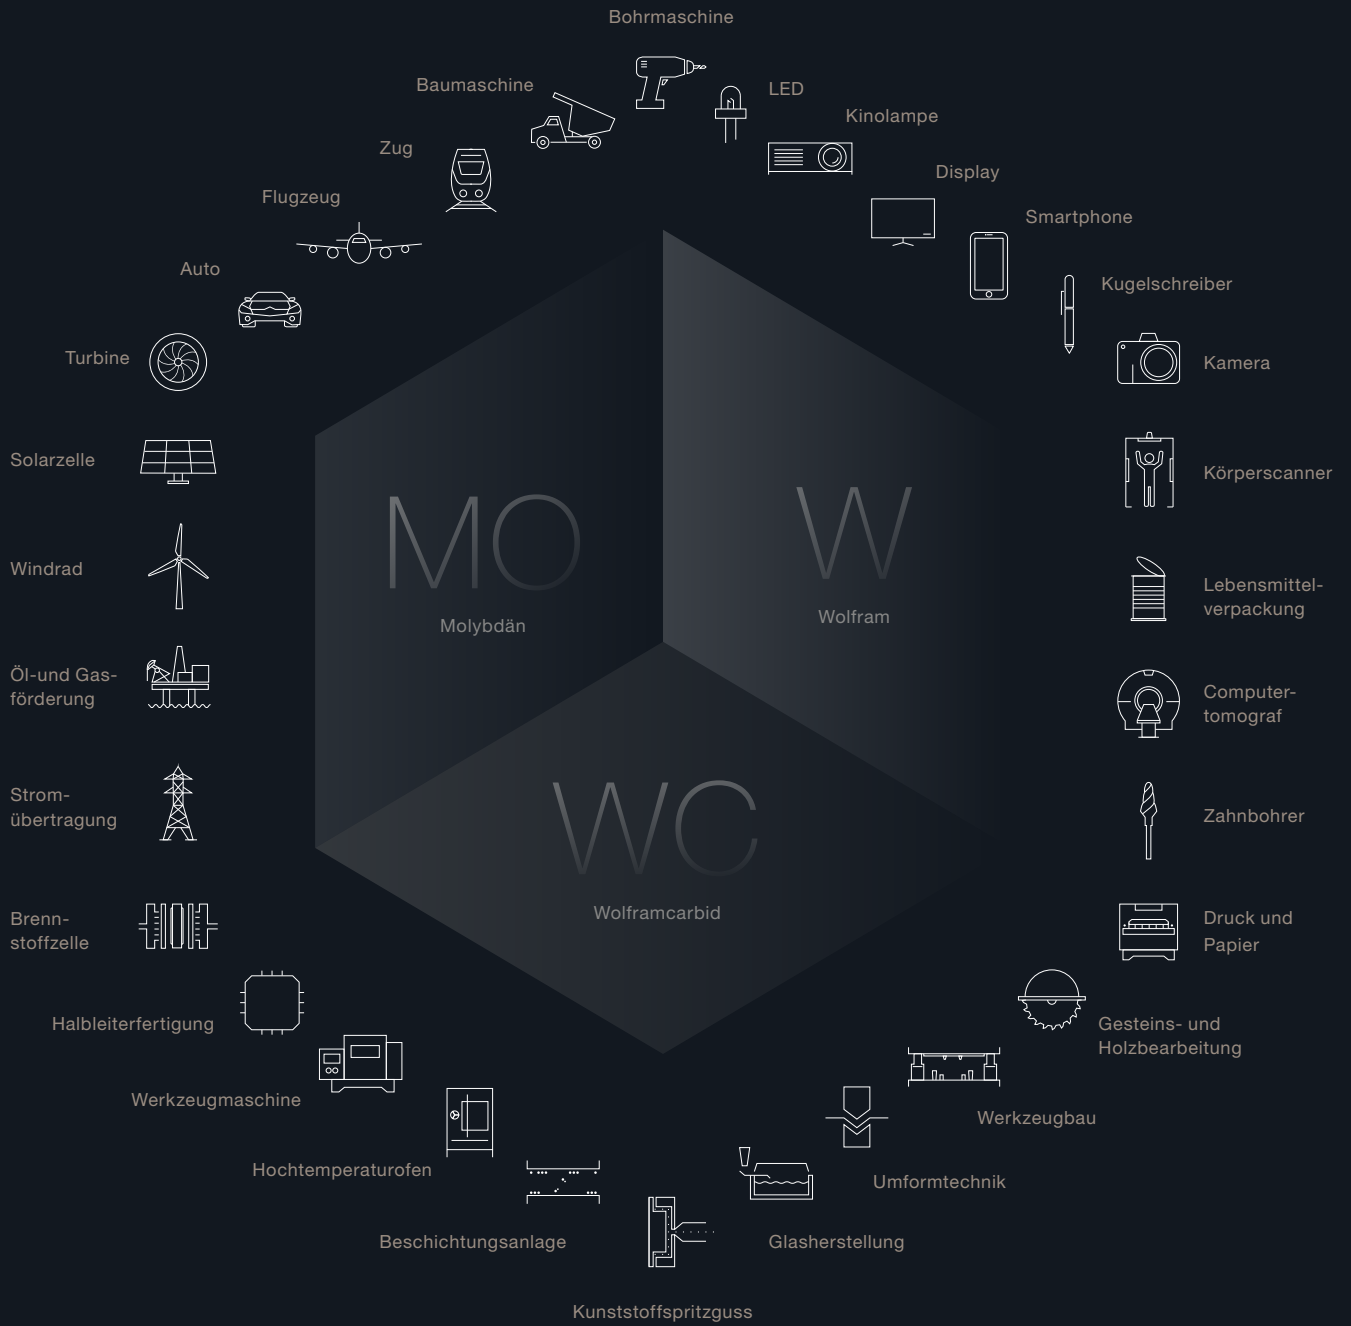 Bohrmaschine
Baumaschine
LED
Kinolampe
Zug
Display
Flugzeug
Smartphone
Auto
Kugelschreiber
Turbine
Kamera
Solarzelle
Körperscanner
MO
W
Windrad
Lebensmittel-
verpackung
Molybdän
Wolfram
Öl-und Gas-
förderung
Computer-
tomograf
Strom-
übertragung
Zahnbohrer
WC
Wolframcarbid
Brenn-
stoffzelle
Druck und
Papier
Halbleiterfertigung
Gesteins- und
Holzbearbeitung
Werkzeugmaschine
Werkzeugbau
Hochtemperaturofen
Umformtechnik
Beschichtungsanlage
Glasherstellung
Kunststoffspritzguss